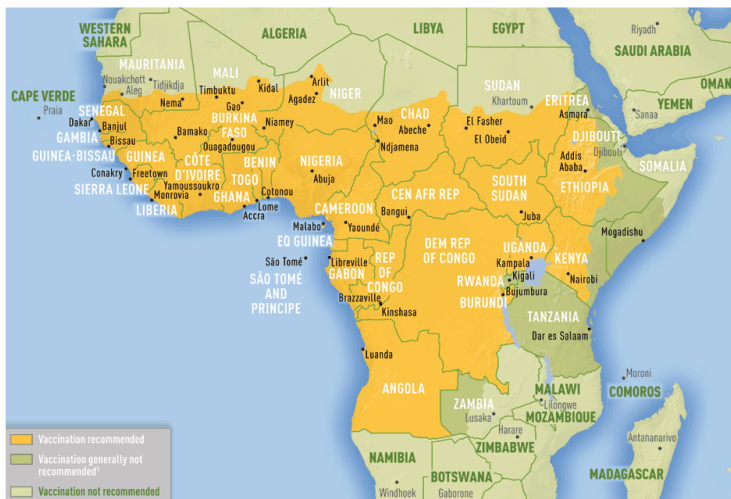 WESTERN
SAHARA
ALGERIA
LIBYA
EGYPT
Riyadh
SAUDI ARABIA
OMAN
MAURITANIA
Nouakchott
Tidjikdja
Aleg
MALI
Timbuktu
Kidal
Arlit
Agadez
NIGER
CHAD
SUDAN
Khartoum
ERITREA
Asmara
Sanaa
YEMEN
CAPE VERDE
Praia
SENEGAL
Dakar
Nema
Gao
GAMBIA
Banjul
Bissau
GUINEA-BISSAU
GUINEA
Bamako
BURKINA
FASO
Ouagadougou
Niamey
Mao
Abeche
Ndjamena
El Fasher
El Obeid
DJIBOUTI
Djibouti
Addis
Ababa
ETHIOPIA
SOMALIA
Mogadishu
Conakry
Freetown
SIERRA LEONE
Monrovia
LIBERIA
CÔTE
D'IVOIRE
Yamoussoukro
GHANA
Accra
TOGO
Lome
BENIN
Cotonou
NIGERIA
Abuja
CAMEROON
Yaoundé
Malabo
EQ GUINEA
CEN AFR REP
Bangui
SOUTH
SUDAN
Juba
São Tomé
SÃO TOMÉ
AND
PRINCIPE
Libreville
GABON
REP
OF
CONGO
Brazzaville
Kinshasa
DEM REP
OF CONGO
UGANDA
Kampala
KENYA
Nairobi
RWANDA
Kigali
BURUNDI
Bujumbura
TANZANIA
Dar es Salaam
Luanda
ANGOLA
ZAMBIA
Lusaka
MALAWI
Lilongwe
MOZAMBIQUE
Moroni
COMOROS
Harare
ZIMBABWE
Antananarivo
MADAGASCAR
NAMIBIA
Windhoek
BOTSWANA
Gaborone
Vaccination recommended
Vaccination generally not
recommended¹
Vaccination not recommended